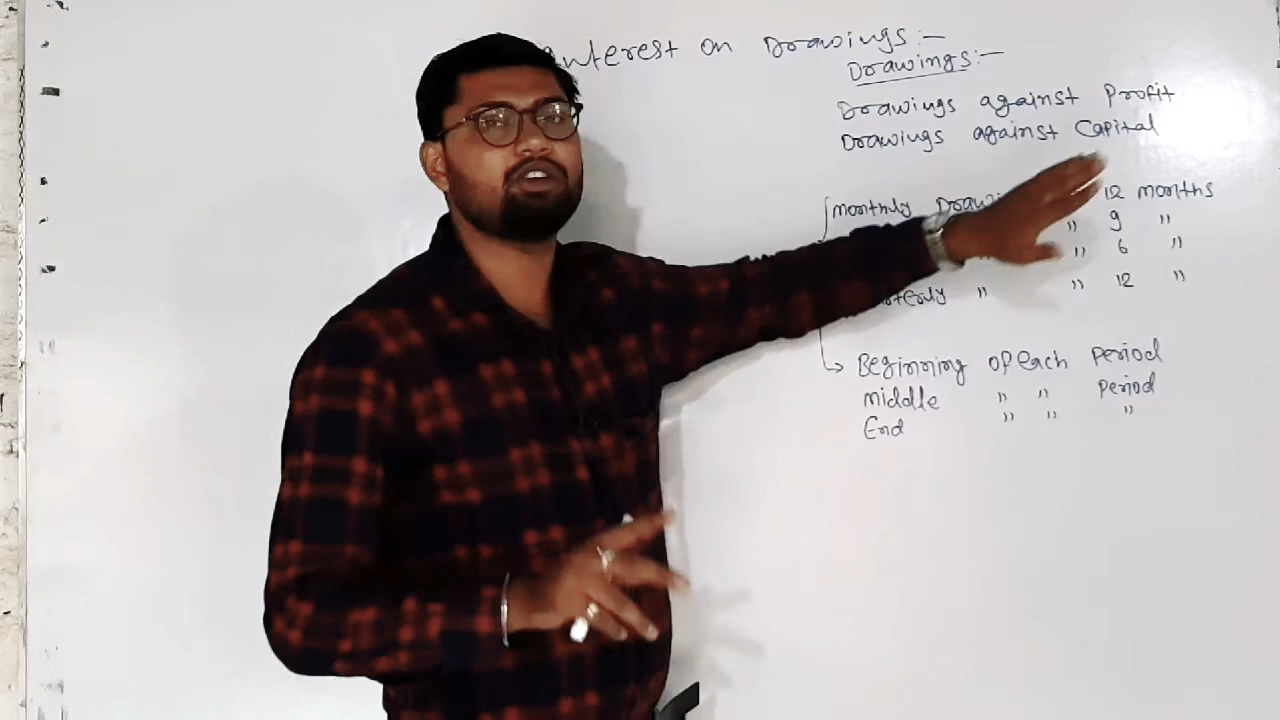 Interest on Drawings:-
Drawings:-
Drawings against Profit
Drawings against Capital
Monthly 12 months
" 9 "
" 6 "
" " 12 "
Beginning of each period
middle " " period
End " " "